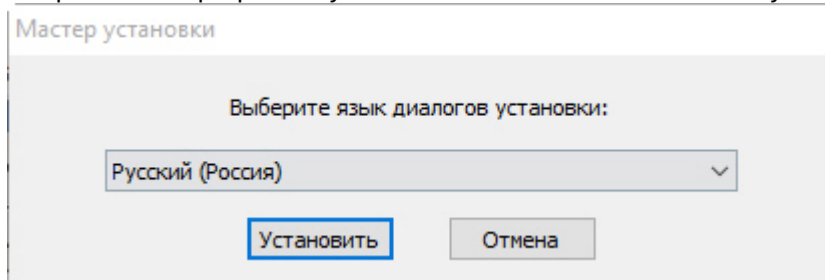 Мастер установки
Выберите язык диалогов установки:
Русский (Россия)
Установить Отмена